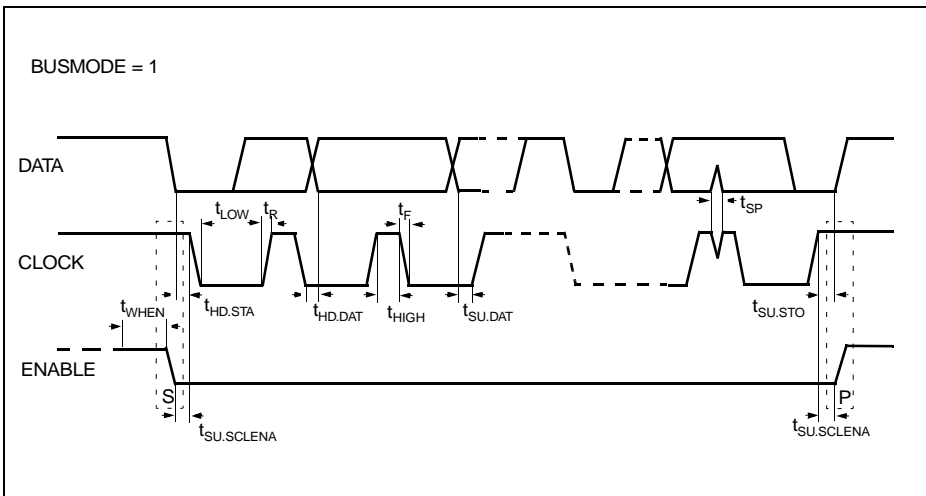 BUSMODE = 1
DATA
tLOW tR tF tSP
CLOCK
tWHEN tHD.STA tHD.DAT tHIGH tSU.DAT tSU.STO
ENABLE
S P
tSU.SCLENA tSU.SCLENA